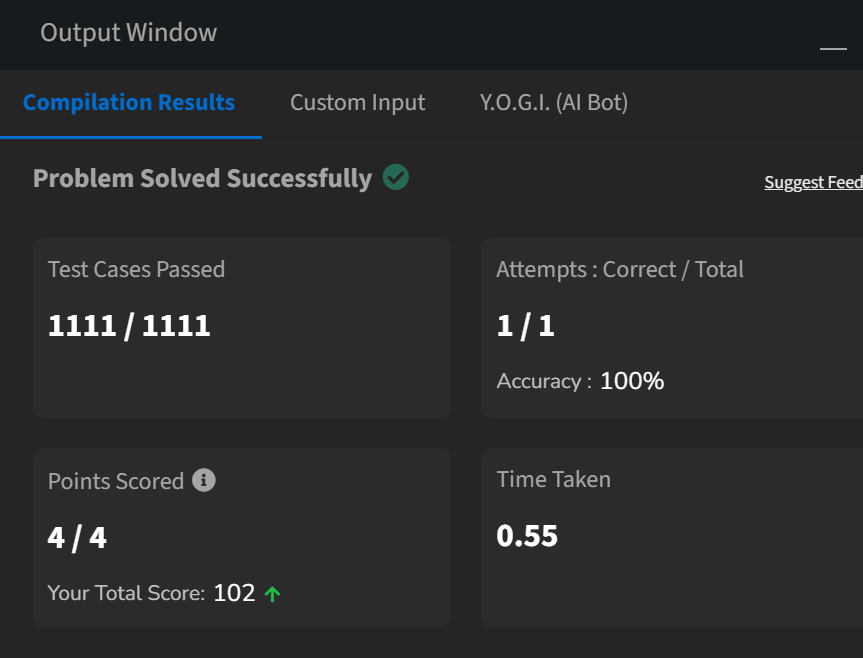 Output Window
Compilation Results Custom Input Y.O.G.I. (AI Bot)
Problem Solved Successfully
Suggest Feed
Test Cases Passed
1111 / 1111
Attempts : Correct / Total
1 / 1
Accuracy : 100%
Points Scored
4 / 4
Your Total Score: 102
Time Taken
0.55